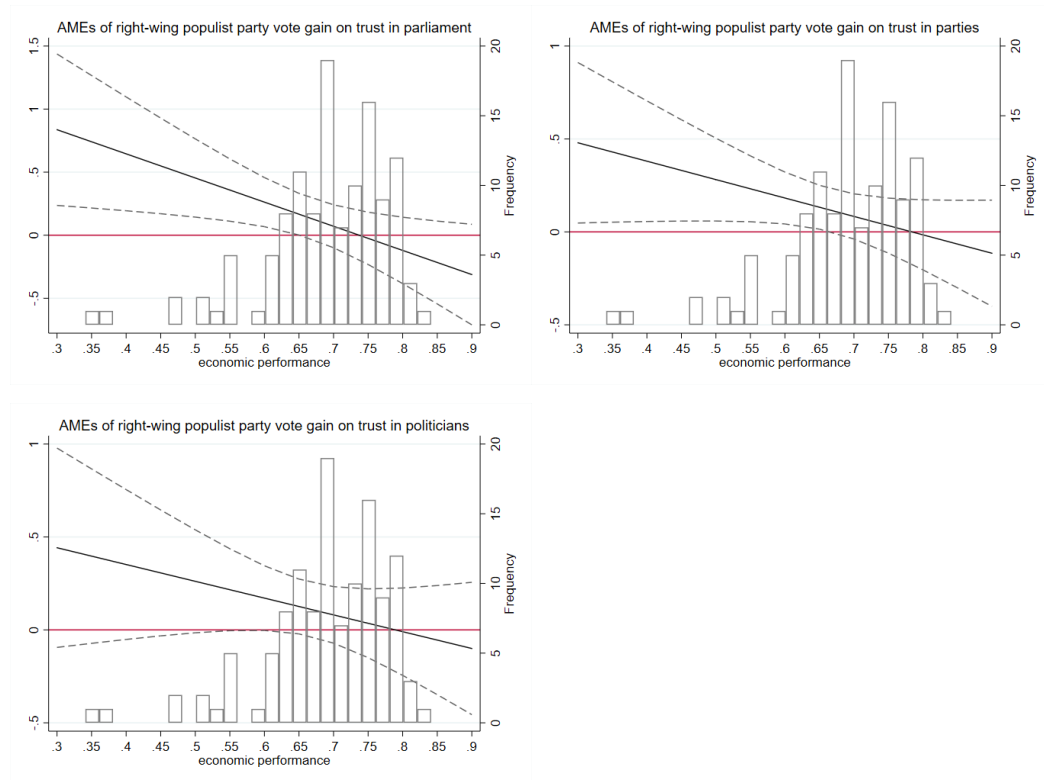 AMEs of right-wing populist party vote gain on trust in parliament
1.5
1
.5
0
-.5
20
15
10
5
0
Frequency
.3 .35 .4 .45 .5 .55 .6 .65 .7 .75 .8 .85 .9
economic performance
AMEs of right-wing populist party vote gain on trust in parties
1
.5
0
-.5
20
15
10
5
0
Frequency
.3 .35 .4 .45 .5 .55 .6 .65 .7 .75 .8 .85 .9
economic performance
AMEs of right-wing populist party vote gain on trust in politicians
1
.5
0
-.5
20
15
10
5
0
Frequency
.3 .35 .4 .45 .5 .55 .6 .65 .7 .75 .8 .85 .9
economic performance